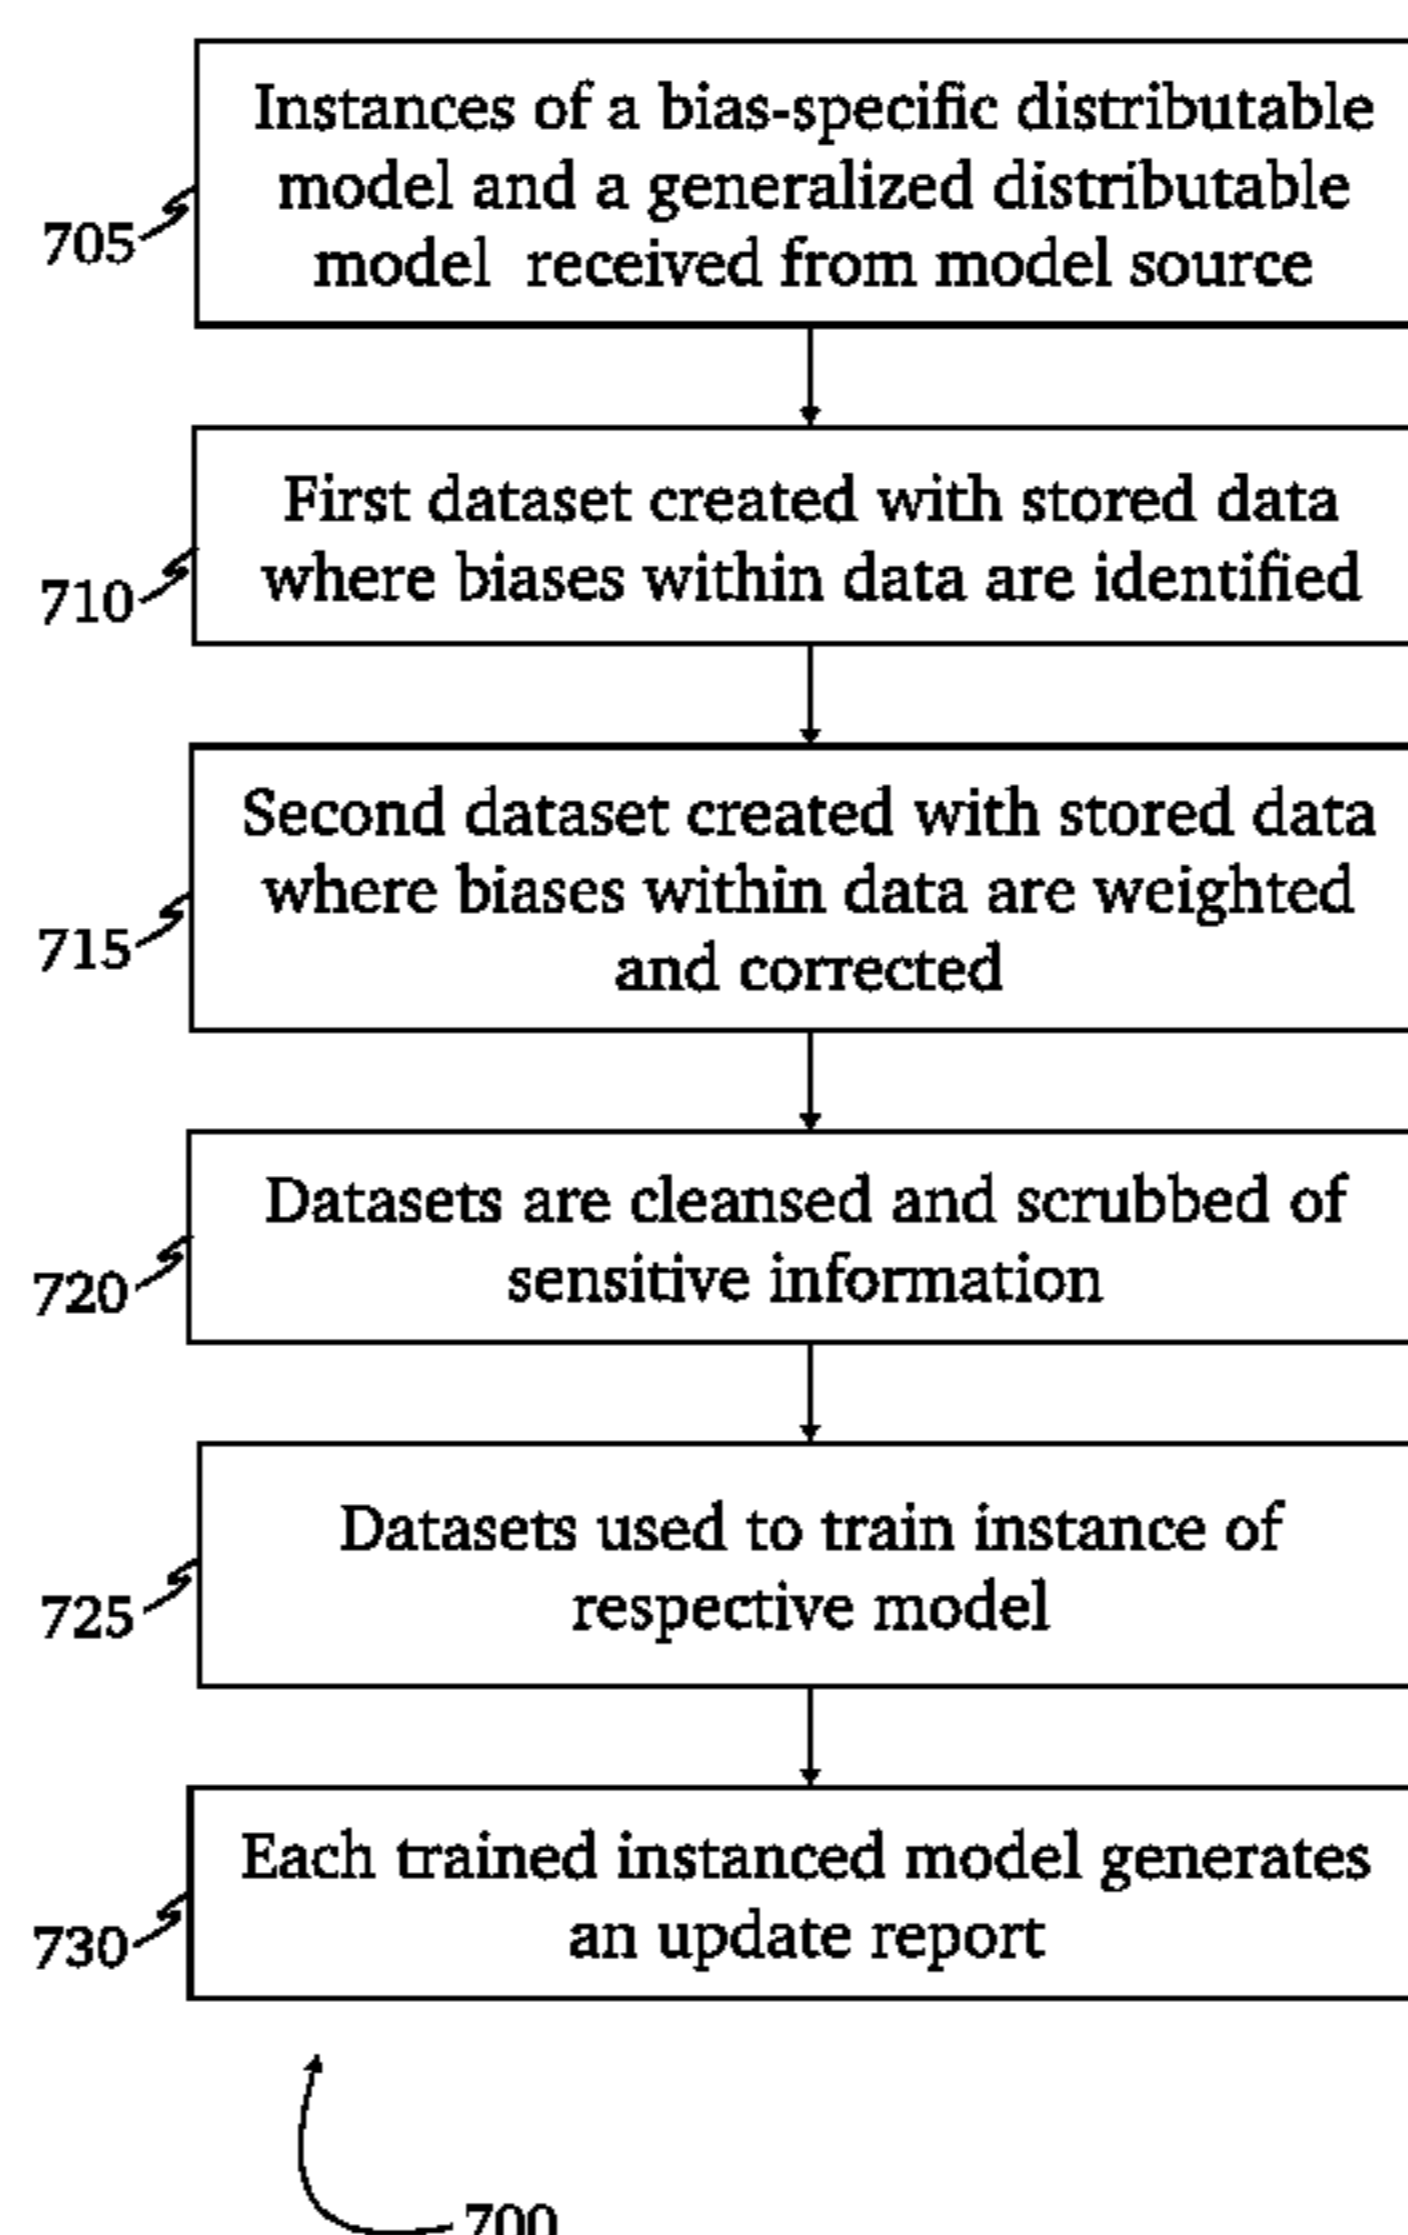 Instances of a bias-specific distributable
model and a generalized distributable
model received from model source
705
First dataset created with stored data
where biases within data are identified
710
Second dataset created with stored data
where biases within data are weighted
and corrected
715
Datasets are cleansed and scrubbed of
sensitive information
720
Datasets used to train instance of
respective model
725
Each trained instanced model generates
an update report
730
700